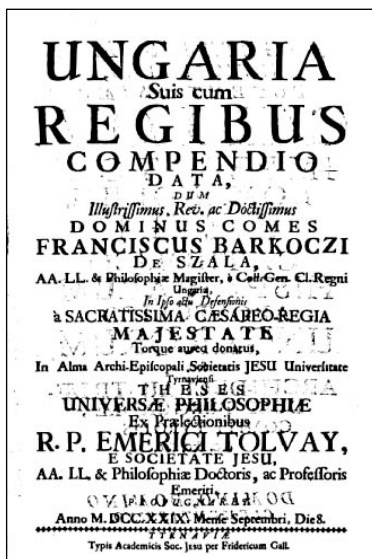 UNGARIA
Suis cum
REGIBUS
COMPENDIO
DATA,
DUM
Illustrissimus, Rev. ac Doctissimus
DOMINUS COMES
FRANCISCUS BARKOCZI
DE SZALA,
AA. LL. & Philosophiæ Magister, è Coll. Gen. Cl. Regni
Ungariæ,
In Ipso actu Defensionis
à SACRATISSIMA CÆSAREO-REGIA
MAJESTATE
Torque aureo donatus,
In Alma Archi-Episcopali Societatis JESU Universitate
Tyrnaviensi
THESES
UNIVERSÆ PHILOSOPHIÆ
Ex Prælectionibus
R. P. EMERICI TOLVAY,
E SOCIETATE JESU,
AA. LL. & Philosophiæ Doctoris, ac Professoris
Emeriti,
PROPUGNARET
Anno M. DCC. XXIX. Mense Septembri, Die 8.
TYRNAVIÆ
Typis Academicis Soc. Jesu per Fridericum Gall.